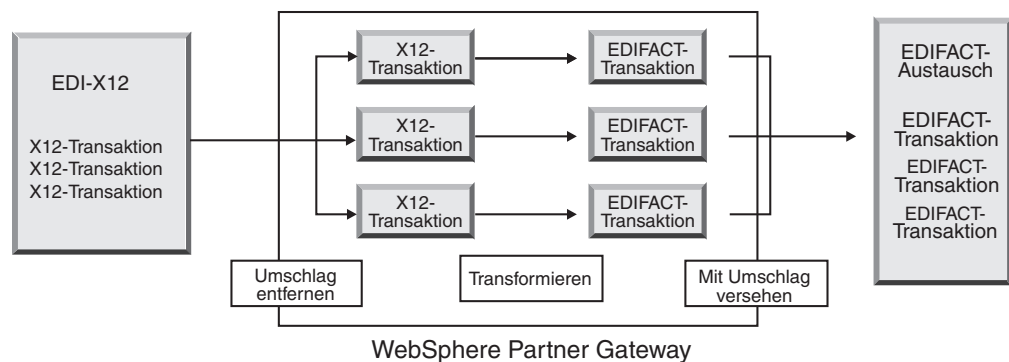 EDI-X12
X12-Transaktion
X12-Transaktion
X12-Transaktion
X12-
Transaktion
EDIFACT-
Transaktion
X12-
Transaktion
EDIFACT-
Transaktion
X12-
Transaktion
EDIFACT-
Transaktion
Umschlag
entfernen
Transformieren
Mit Umschlag
versehen
EDIFACT-
Austausch
EDIFACT-
Transaktion
EDIFACT-
Transaktion
EDIFACT-
Transaktion
WebSphere Partner Gateway